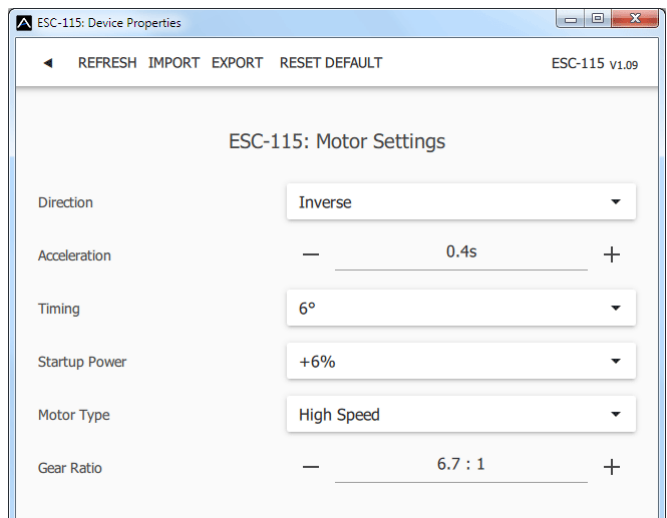 ESC-115: Device Properties
REFRESH IMPORT EXPORT RESET DEFAULT ESC-115 V1.09
ESC-115: Motor Settings
Direction Inverse
Acceleration — 0.4s +
Timing 6°
Startup Power +6%
Motor Type High Speed
Gear Ratio — 6.7 : 1 +